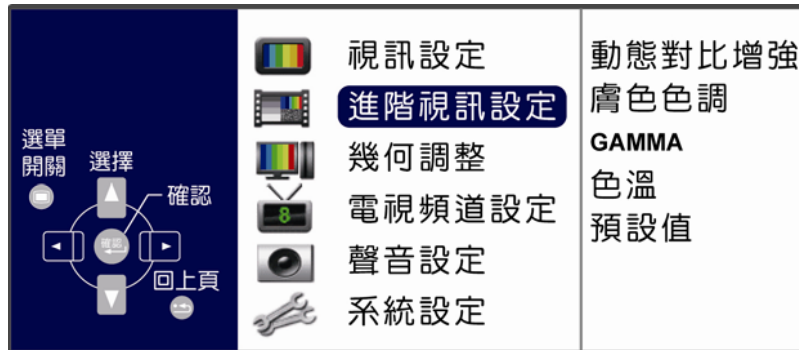 選單
開關
選擇
確認
確認
回上頁
視訊設定
進階視訊設定
幾何調整
8
電視頻道設定
聲音設定
系統設定
動態對比增強
膚色色調
GAMMA
色溫
預設值